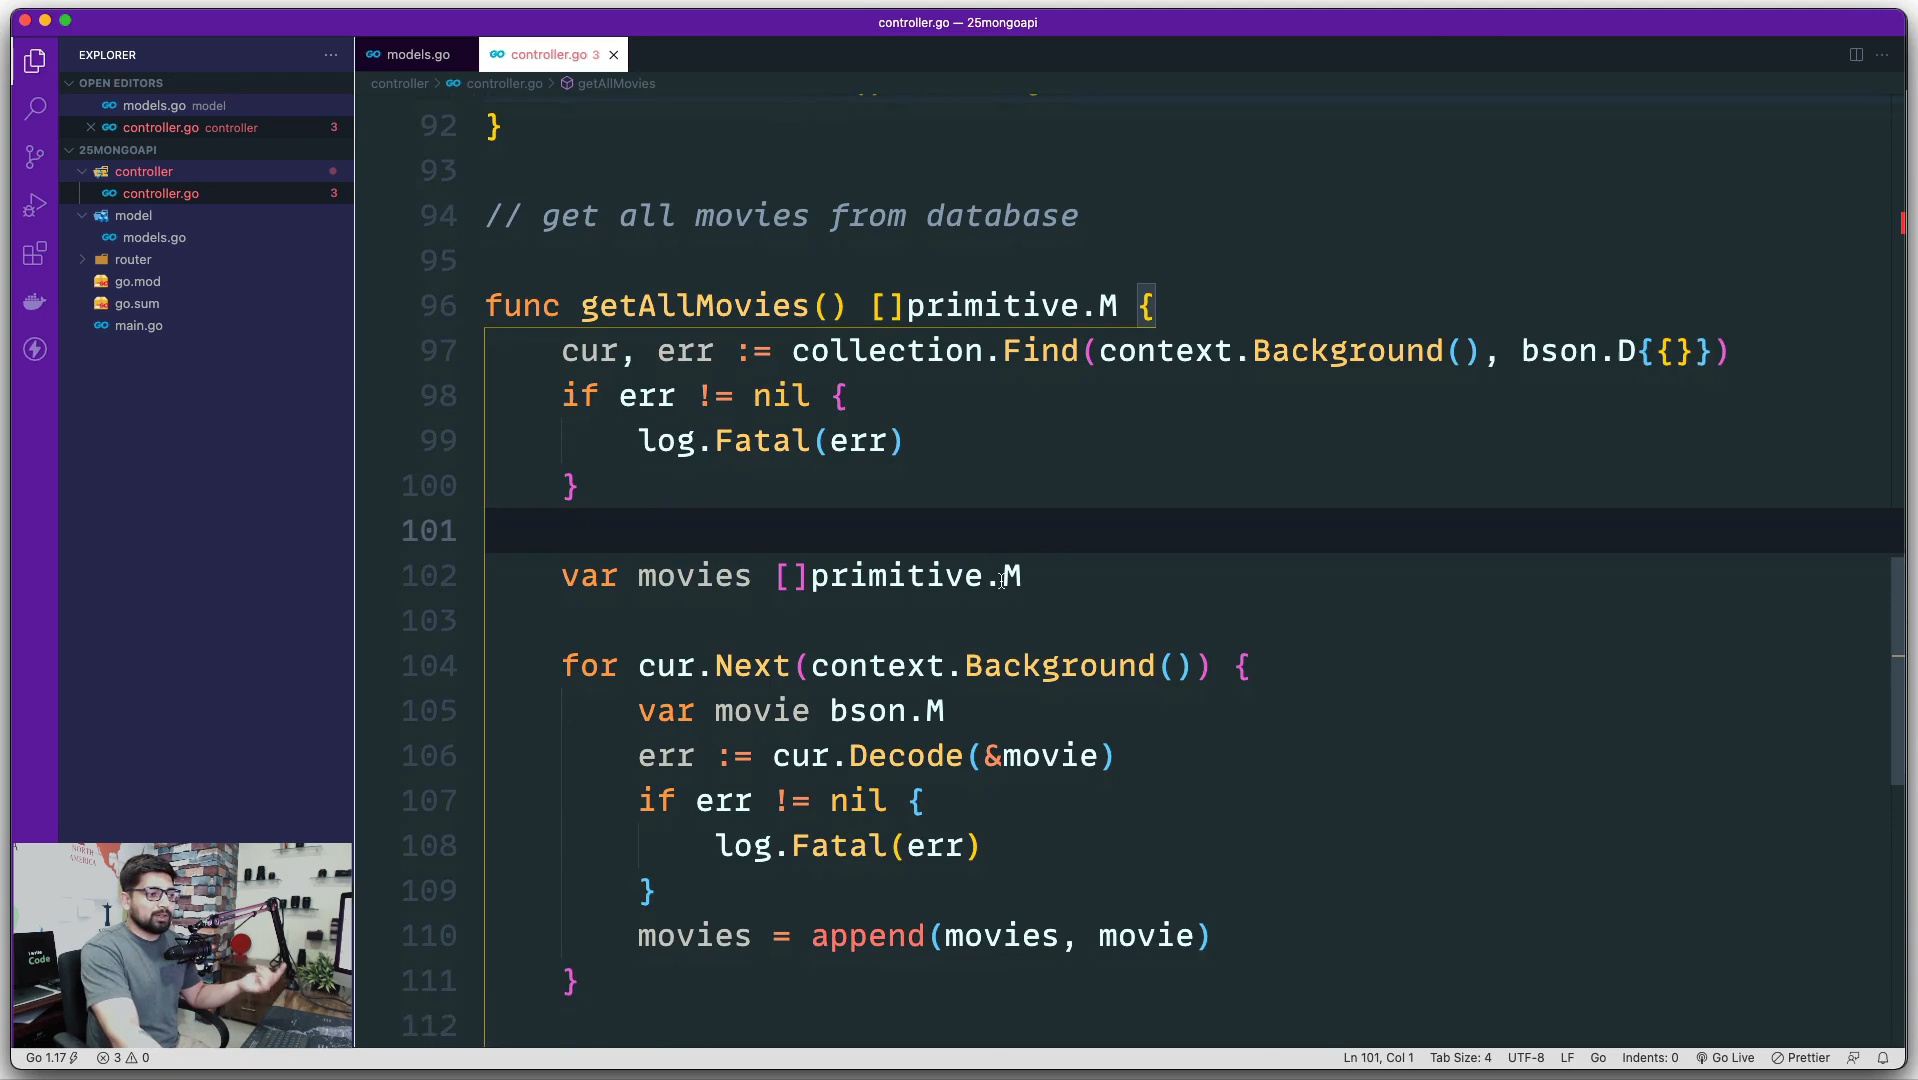 controller.go — 25mongoapi
EXPLORER
models.go
controller.go 3
OPEN EDITORS
models.go model
controller.go controller 3
25MONGOAPI
controller
controller.go 3
model
models.go
router
go.mod
go.sum
main.go
controller > controller.go > getAllMovies
92 }
93
94 // get all movies from database
95
96 func getAllMovies() []primitive.M {
97 cur, err := collection.Find(context.Background(), bson.D{{}})
98 if err != nil {
99 log.Fatal(err)
100 }
101
102 var movies []primitive.M
103
104 for cur.Next(context.Background()) {
105 var movie bson.M
106 err := cur.Decode(&movie)
107 if err != nil {
108 log.Fatal(err)
109 }
110 movies = append(movies, movie)
111 }
112
NORTH
AMERICA
Code
Go 1.17 3 0
Ln 101, Col 1 Tab Size: 4 UTF-8 LF Go Indents: 0 Go Live Prettier